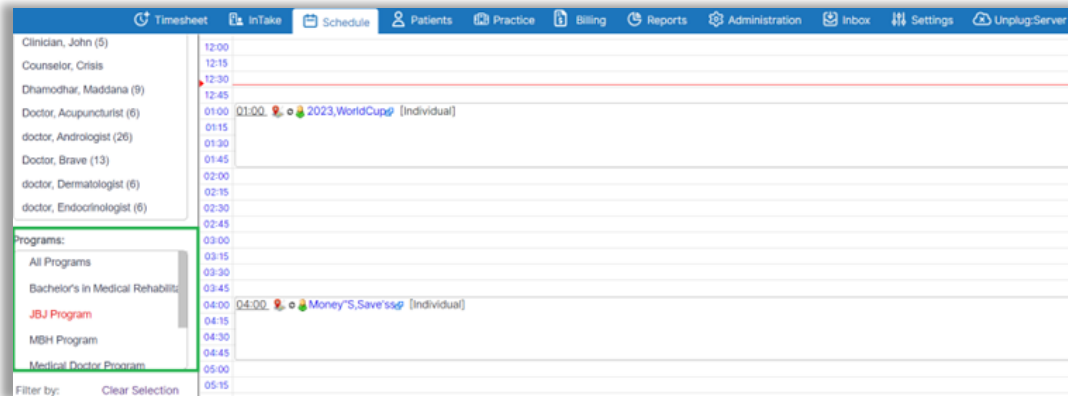 Timesheet InTake Schedule Patients Practice Billing Reports Administration Inbox Settings Unplug:Server
Clinician, John (5)
Counselor, Crisis
Dhamodhar, Maddana (9)
Doctor, Acupuncturist (6)
doctor, Andrologist (26)
Doctor, Brave (13)
doctor, Dermatologist (6)
doctor, Endocrinologist (6)
Programs:
All Programs
Bachelor's in Medical Rehabilita
JBJ Program
MBH Program
Medical Doctor Program
Filter by: Clear Selection
12:00
12:15
12:30
12:45
01:00 01:00 2023,WorldCup [Individual]
01:15
01:30
01:45
02:00
02:15
02:30
02:45
03:00
03:15
03:30
03:45
04:00 04:00 Money"S,Save'ss [Individual]
04:15
04:30
04:45
05:00
05:15